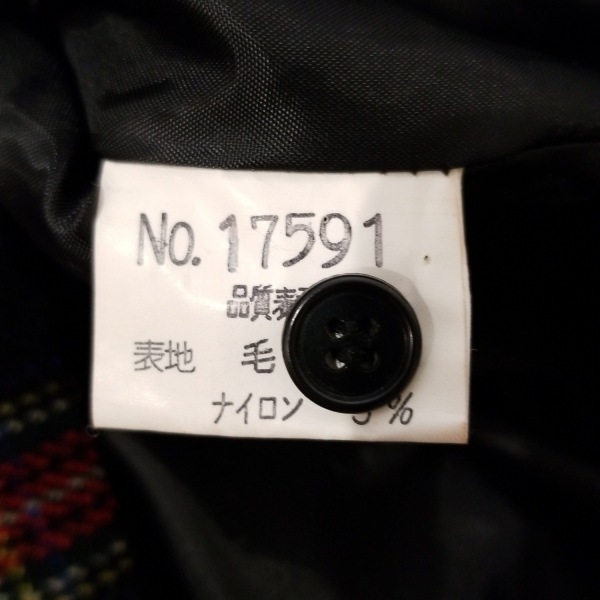 No.17591
品質表
表地 毛
ナイロン 5%